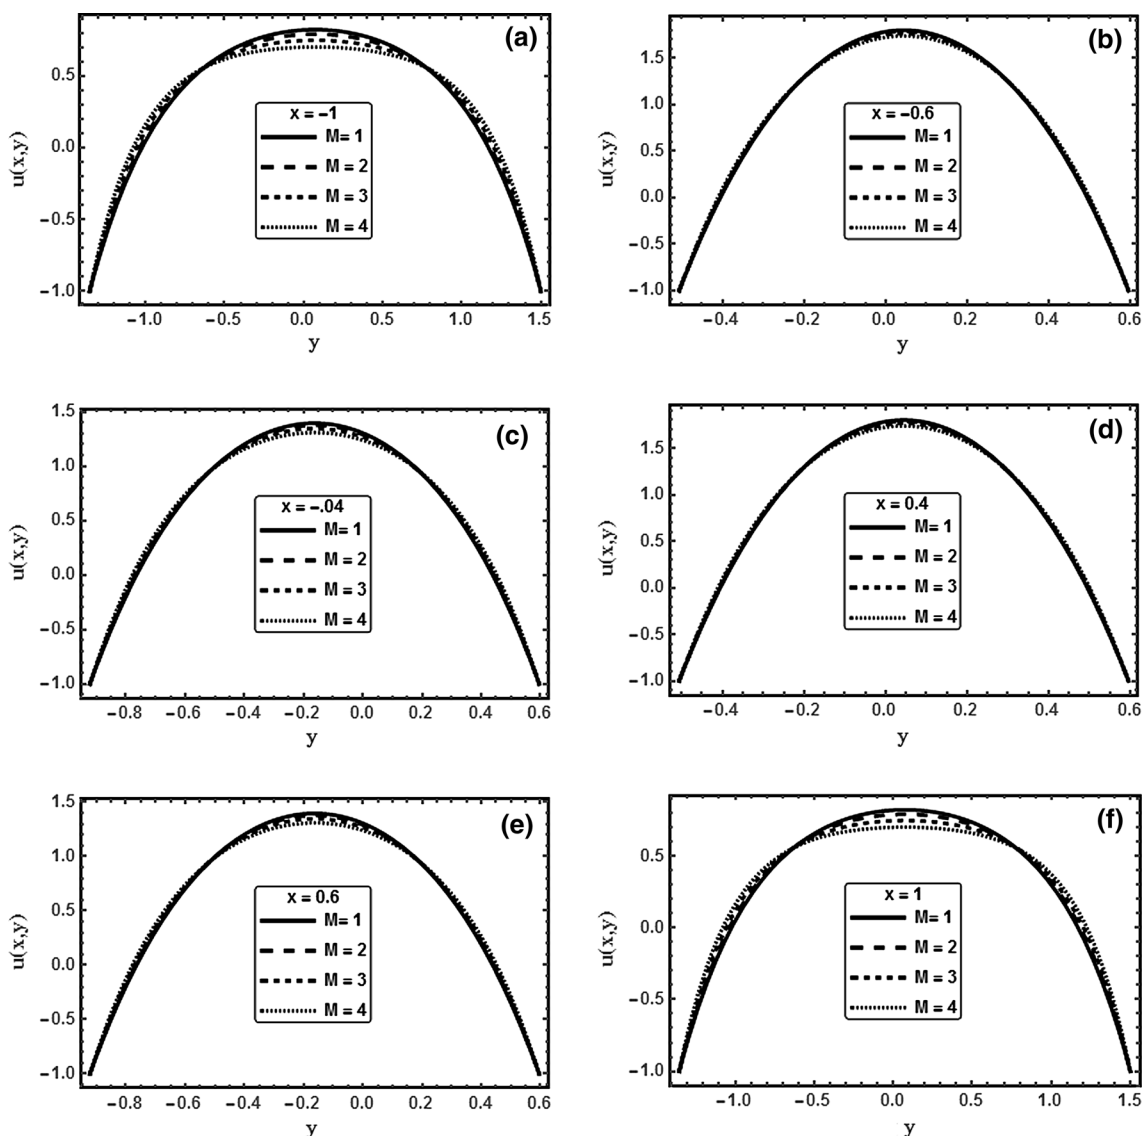 (a)
u(x,y)
0.5
0.0
−0.5
−1.0
x = −1
M= 1
M = 2
M = 3
M = 4
−1.0 −0.5 0.0 0.5 1.0 1.5
y
(b)
u(x,y)
1.5
1.0
0.5
0.0
−0.5
−1.0
x = −0.6
M= 1
M = 2
M = 3
M = 4
−0.4 −0.2 0.0 0.2 0.4 0.6
y
(c)
u(x,y)
1.5
1.0
0.5
0.0
−0.5
−1.0
x = −.04
M= 1
M = 2
M = 3
M = 4
−0.8 −0.6 −0.4 −0.2 0.0 0.2 0.4 0.6
y
(d)
u(x,y)
1.5
1.0
0.5
0.0
−0.5
−1.0
x = 0.4
M= 1
M = 2
M = 3
M = 4
−0.4 −0.2 0.0 0.2 0.4 0.6
y
(e)
u(x,y)
1.5
1.0
0.5
0.0
−0.5
−1.0
x = 0.6
M= 1
M = 2
M = 3
M = 4
−0.8 −0.6 −0.4 −0.2 0.0 0.2 0.4 0.6
y
(f)
u(x,y)
0.5
0.0
−0.5
−1.0
x = 1
M= 1
M = 2
M = 3
M = 4
−1.0 −0.5 0.0 0.5 1.0 1.5
y